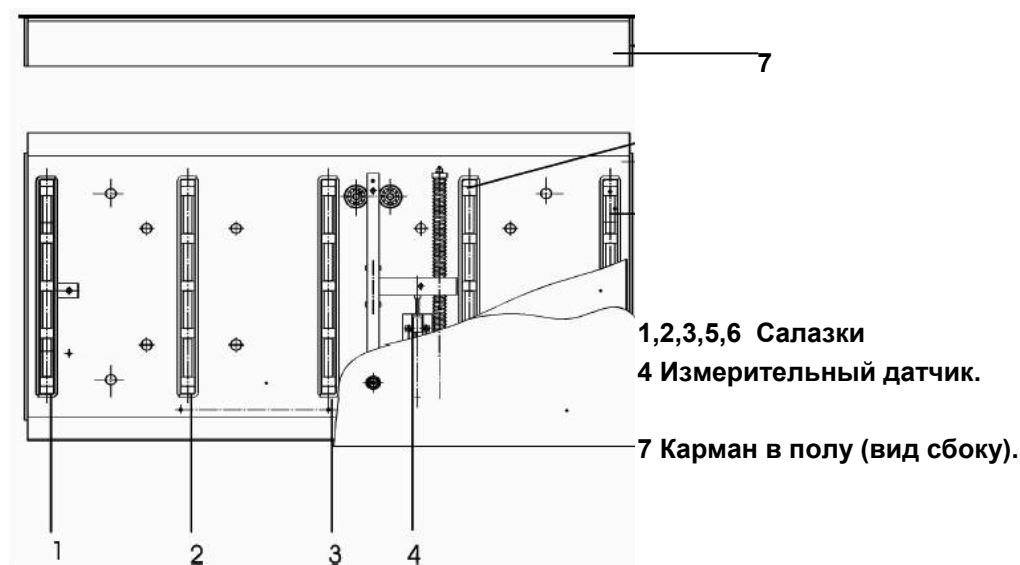 7
1,2,3,5,6 Салазки
4 Измерительный датчик.
7 Карман в полу (вид сбоку).
1 2 3 4